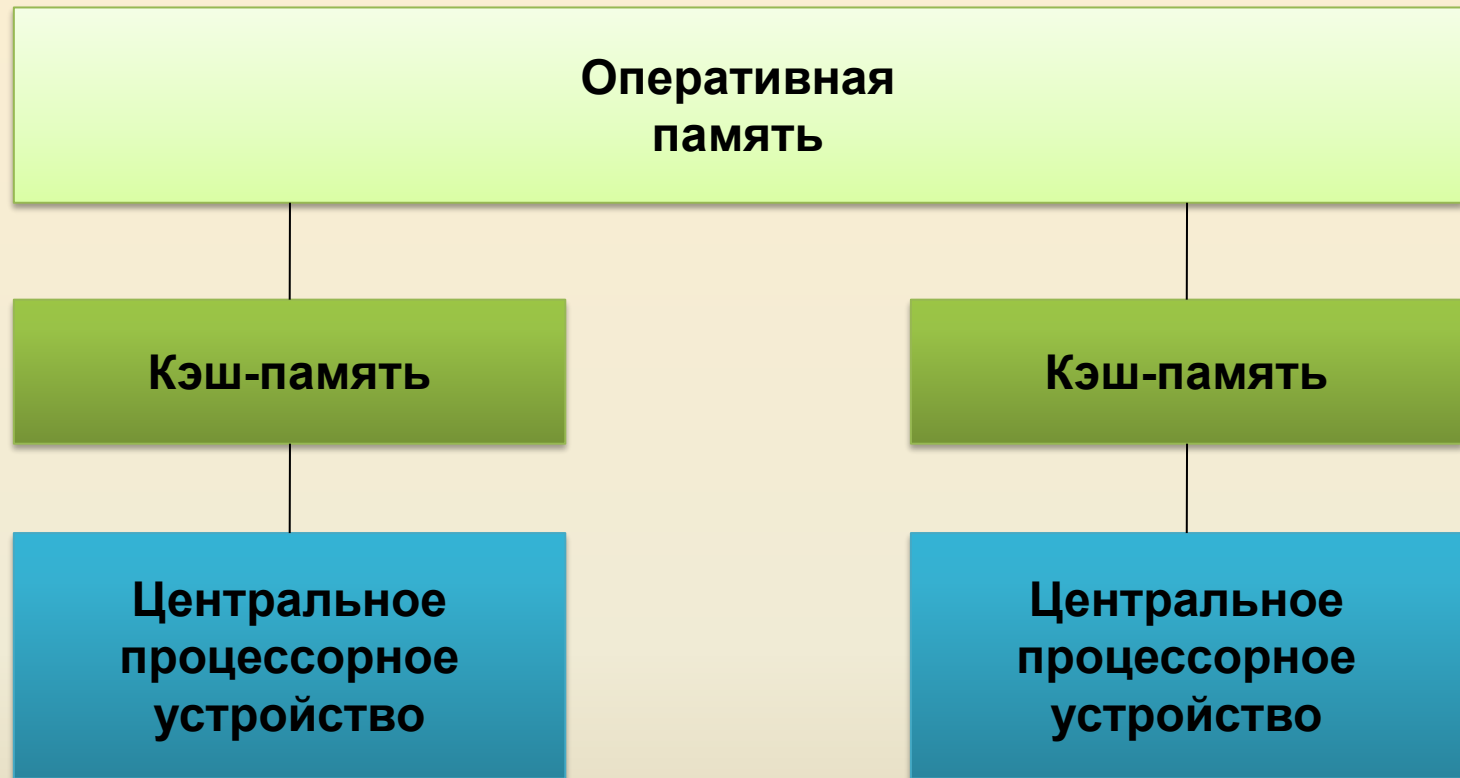 Оперативная
память
Кэш-память
Кэш-память
Центральное
процессорное
устройство
Центральное
процессорное
устройство